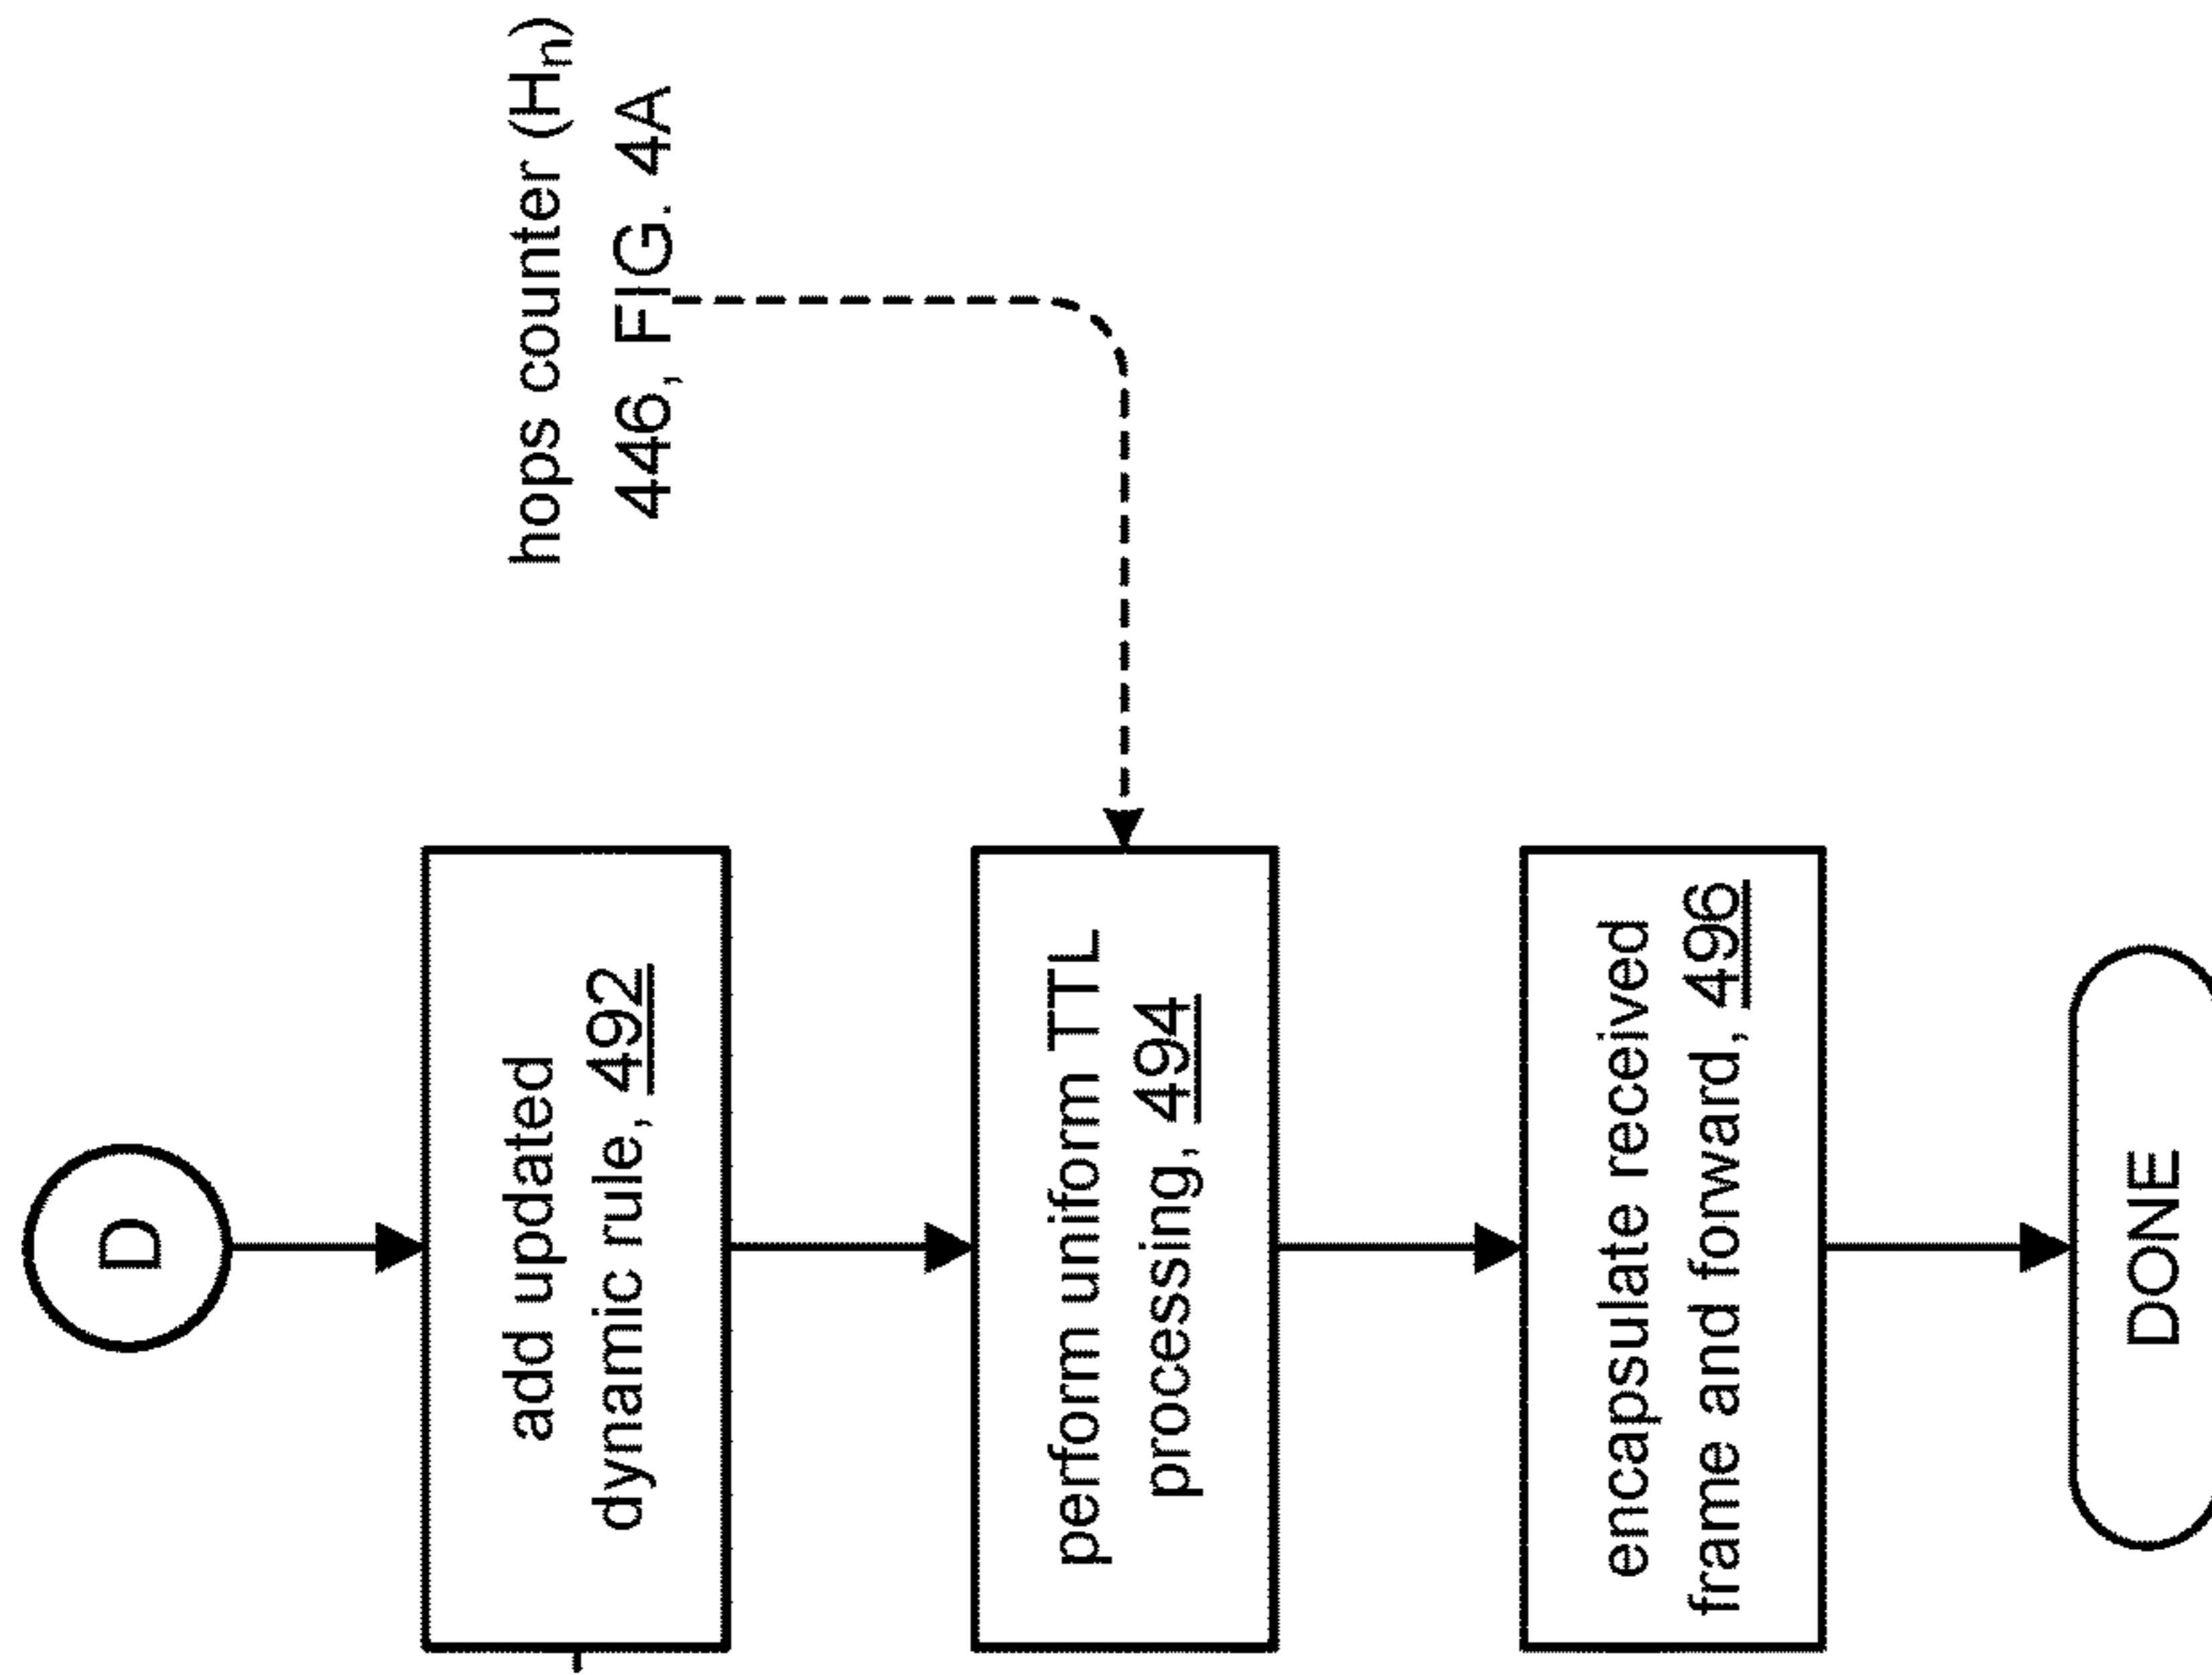 D
add updated
dynamic rule, 492
hops counter (Hn)
446, FIG. 4A
perform uniform TTL
processing, 494
encapsulate received
frame and forward, 496
DONE